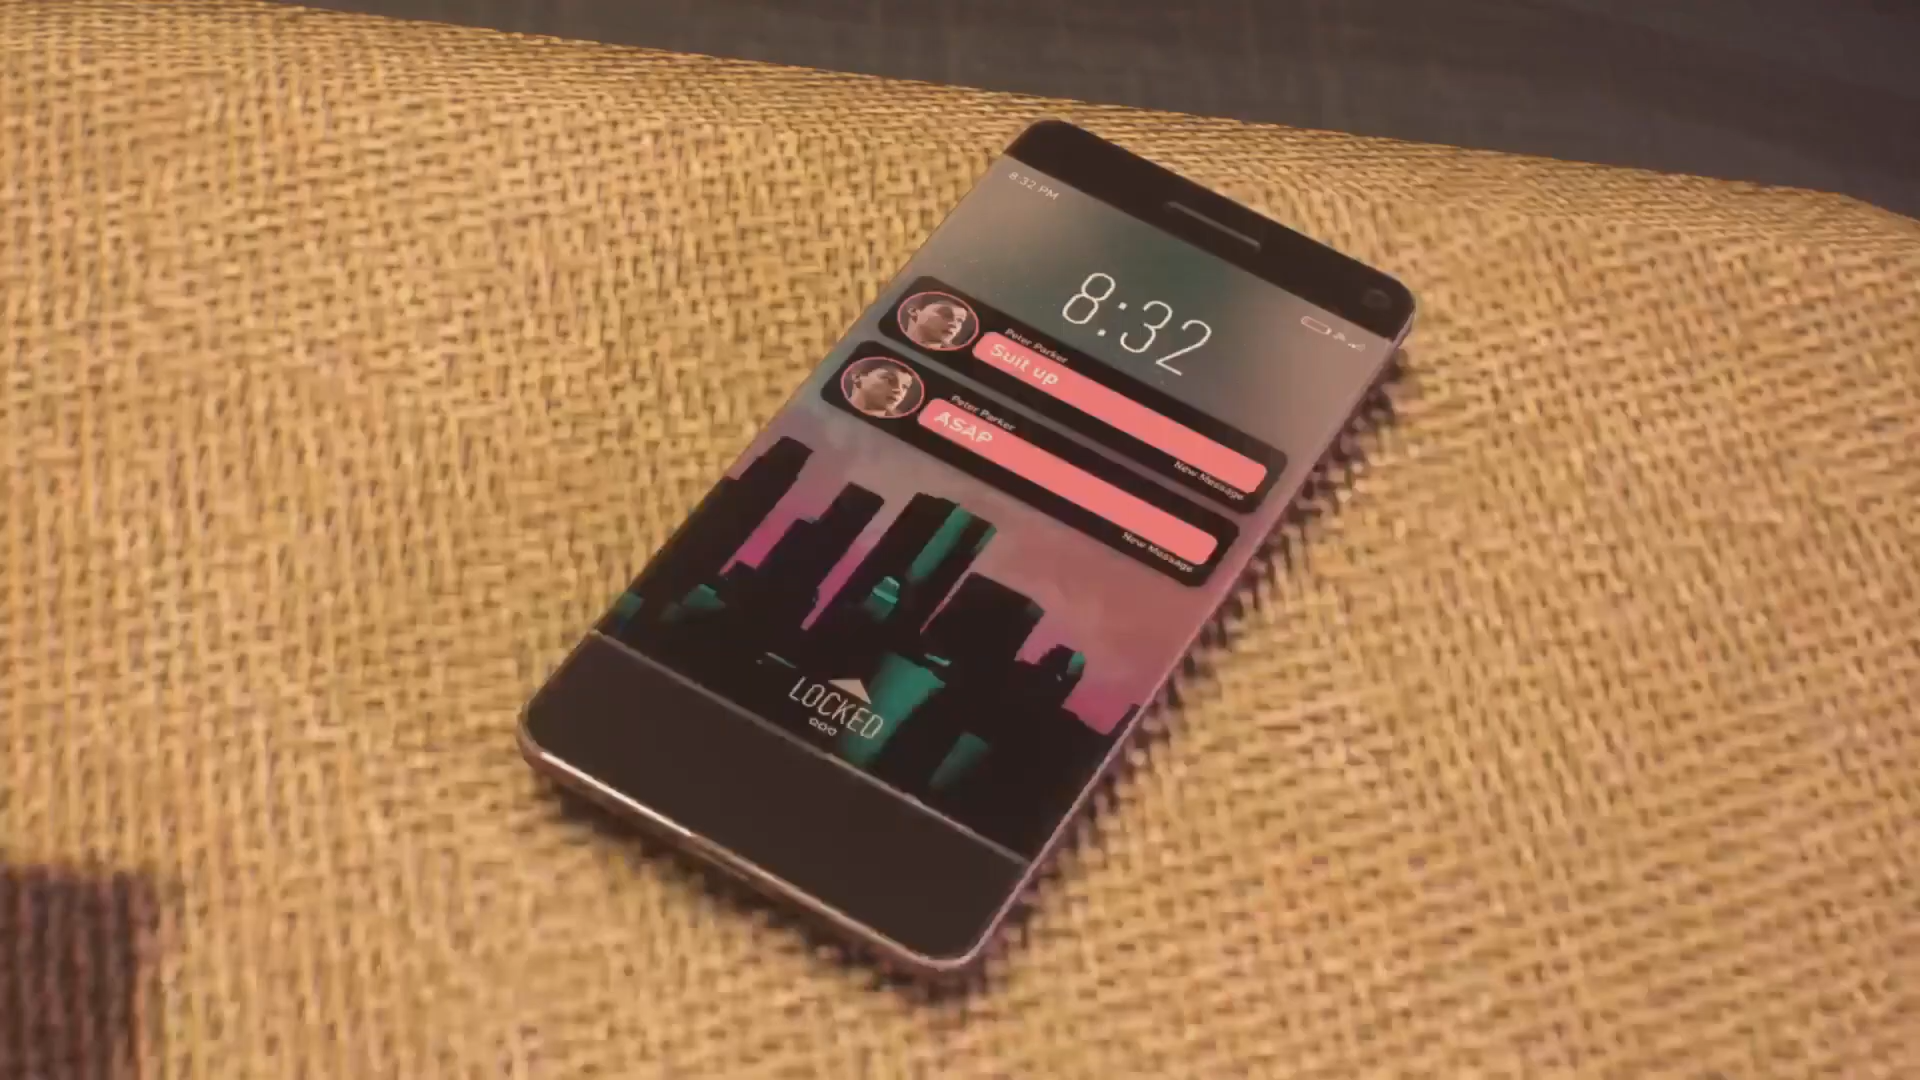 8:32 PM
8:32
Peter Parker
Suit up
New Message
Peter Parker
ASAP
New Message
LOCKED